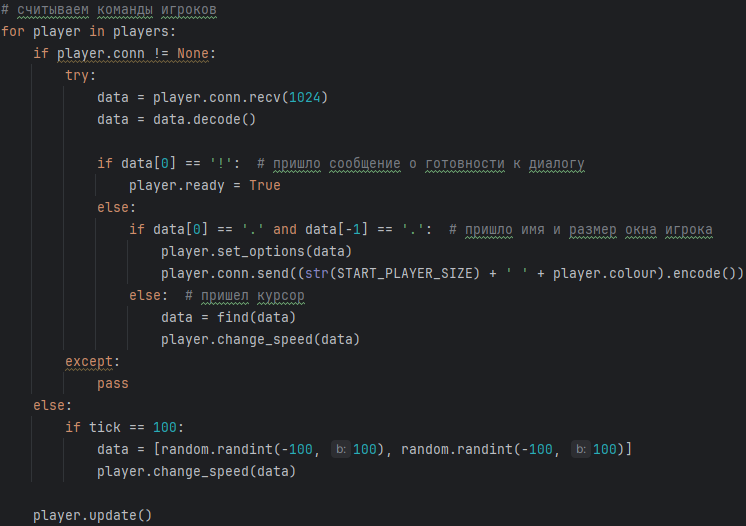 # считываем команды игроков
for player in players:
    if player.conn != None:
        try:
            data = player.conn.recv(1024)
            data = data.decode()

            if data[0] == '!':  # пришло сообщение о готовности к диалогу
                player.ready = True
            else:
                if data[0] == '.' and data[-1] == '.':  # пришло имя и размер окна игрока
                    player.set_options(data)
                    player.conn.send((str(START_PLAYER_SIZE) + ' ' + player.colour).encode())
                else:  # пришел курсор
                    data = find(data)
                    player.change_speed(data)
        except:
            pass
    else:
        if tick == 100:
            data = [random.randint(-100, b: 100), random.randint(-100, b: 100)]
            player.change_speed(data)

    player.update()